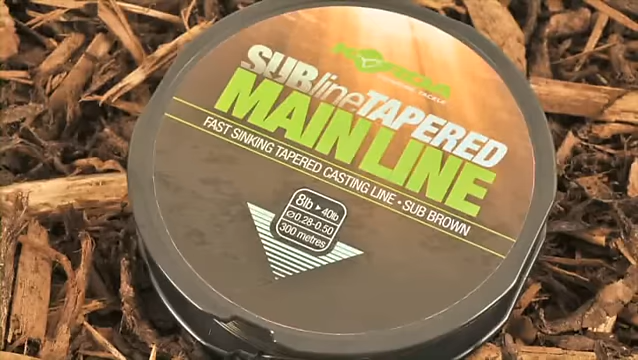 KORDA
TACKLE
SUBlineTAPERED
MAIN LINE
FAST SINKING TAPERED CASTING LINE • SUB BROWN
8lb ▸ 40lb
∅0.28-0.50
300 metres